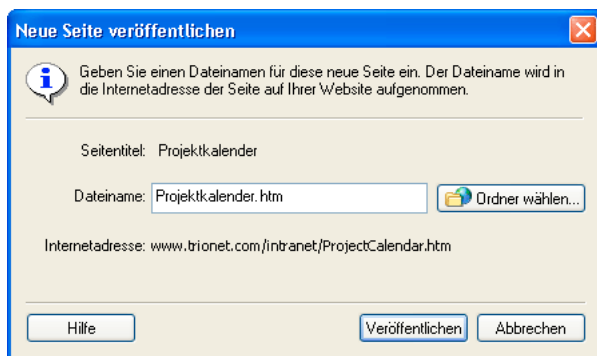 Neue Seite veröffentlichen
Geben Sie einen Dateinamen für diese neue Seite ein. Der Dateiname wird in
die Internetadresse der Seite auf Ihrer Website aufgenommen.
Seitentitel: Projektkalender
Dateiname: Projektkalender.htm Ordner wählen...
Internetadresse: www.trionet.com/intranet/ProjectCalendar.htm
Hilfe Veröffentlichen Abbrechen